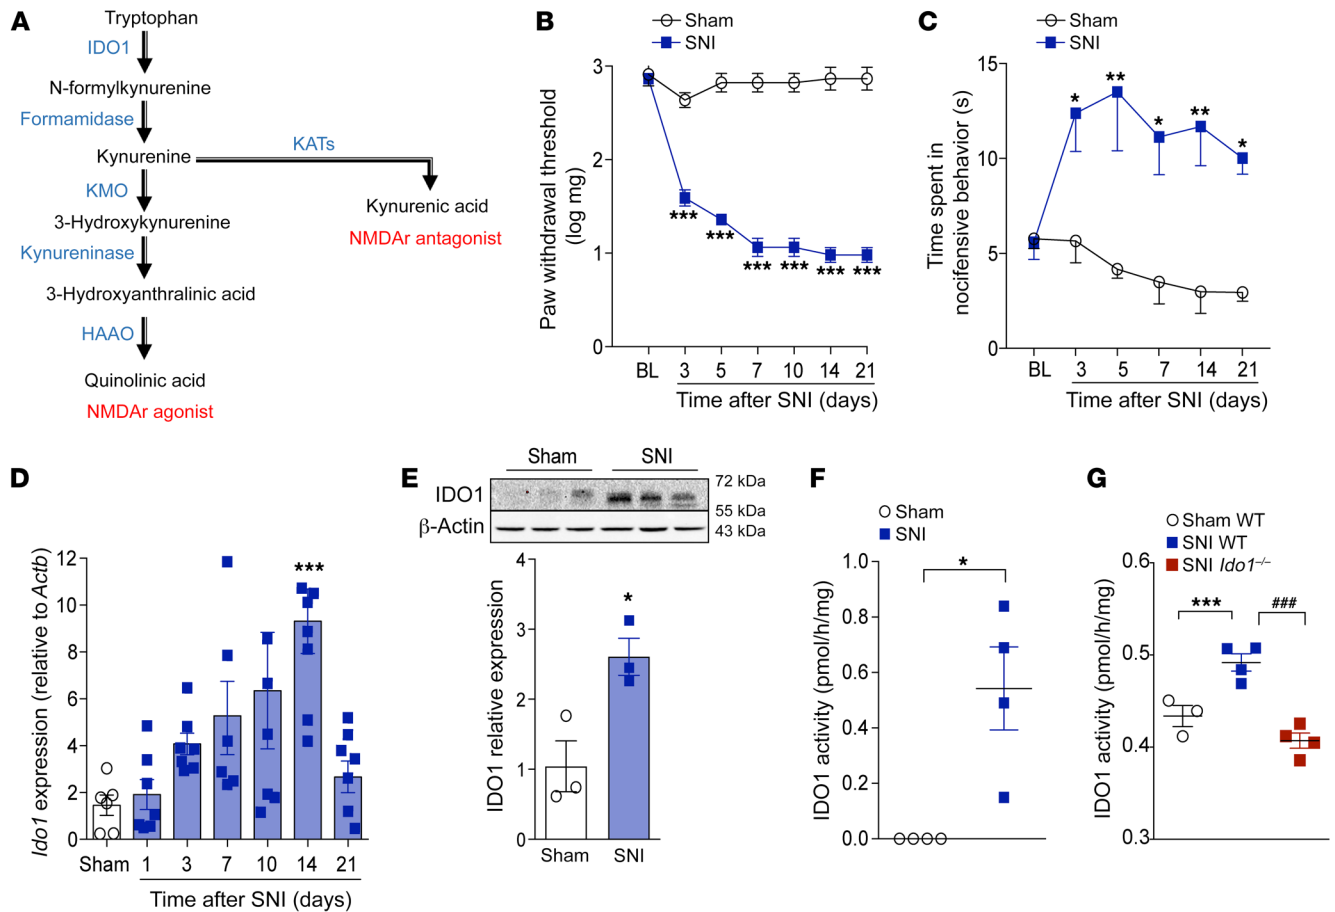 A
Tryptophan
IDO1
N-formylkynurenine
Formamidase
Kynurenine
KATs
KMO
Kynurenic acid
3-Hydroxykynurenine
NMDAr antagonist
Kynureninase
3-Hydroxyanthralinic acid
HAAO
Quinolinic acid
NMDAr agonist
B
Sham
SNI
Paw withdrawal threshold
(log mg)
3
2
1
0
***
***
***
***
***
***
BL 3 5 7 10 14 21
Time after SNI (days)
C
Sham
SNI
Time spent in
nocifensive behavior (s)
15
10
5
0
*
**
*
**
*
BL 3 5 7 14 21
Time after SNI (days)
D
Ido1 expression (relative to Actb)
12
10
8
6
4
2
0
***
Sham 1 3 7 10 14 21
Time after SNI (days)
E
Sham SNI
IDO1
β-Actin
72 kDa
55 kDa
43 kDa
IDO1 relative expression
4
3
2
1
0
*
Sham SNI
F
Sham
SNI
IDO1 activity (pmol/h/mg)
1.0
0.8
0.6
0.4
0.2
0.0
*
G
Sham WT
SNI WT
SNI Ido1–/–
IDO1 activity (pmol/h/mg)
0.6
0.5
0.4
0.3
***
###